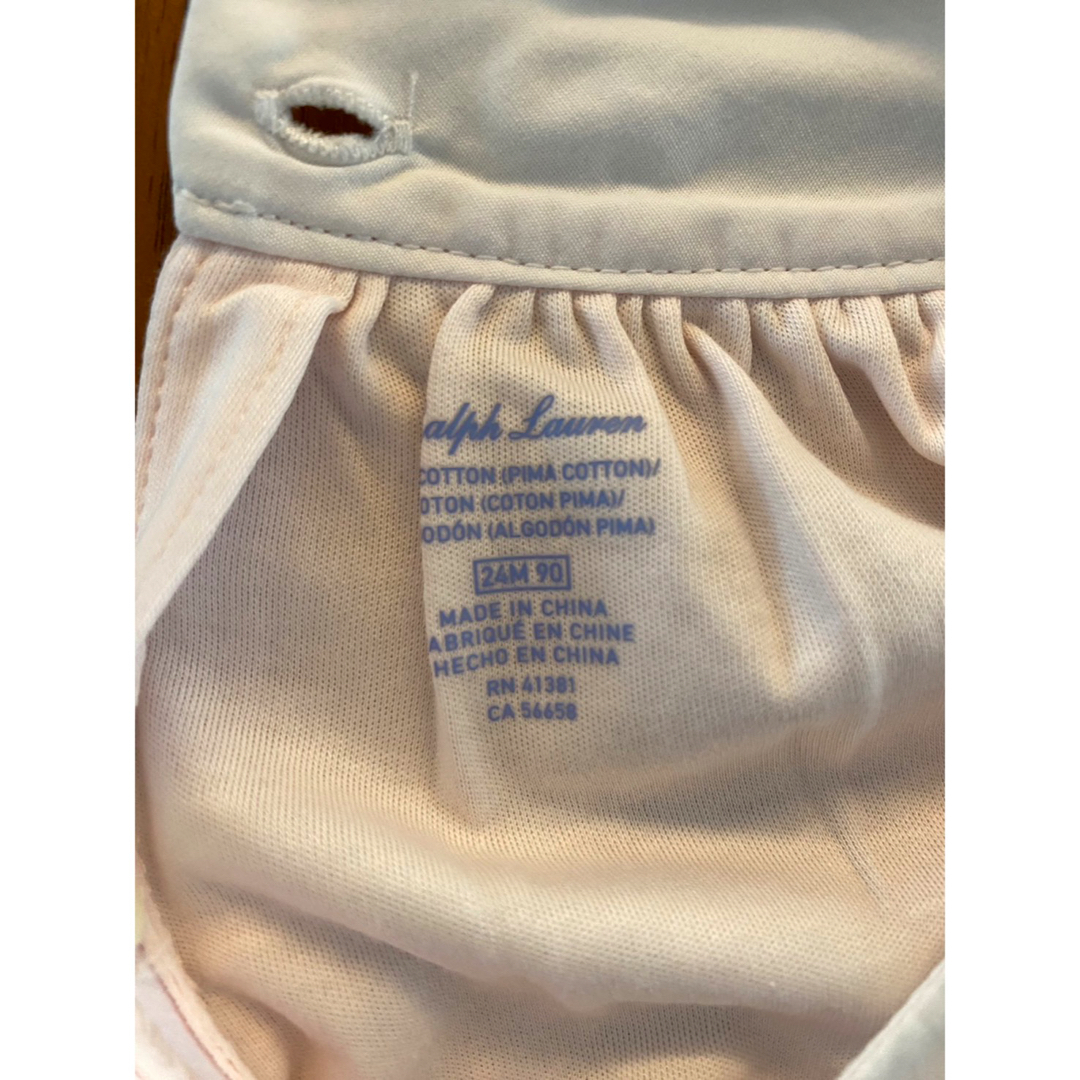 alph Lauren
COTTON (PIMA COTTON)/
OTON (COTON PIMA)/
ODÓN (ALGODÓN PIMA)
24M 90
MADE IN CHINA
ABRIQUÉ EN CHINE
HECHO EN CHINA
RN 41381
CA 56658